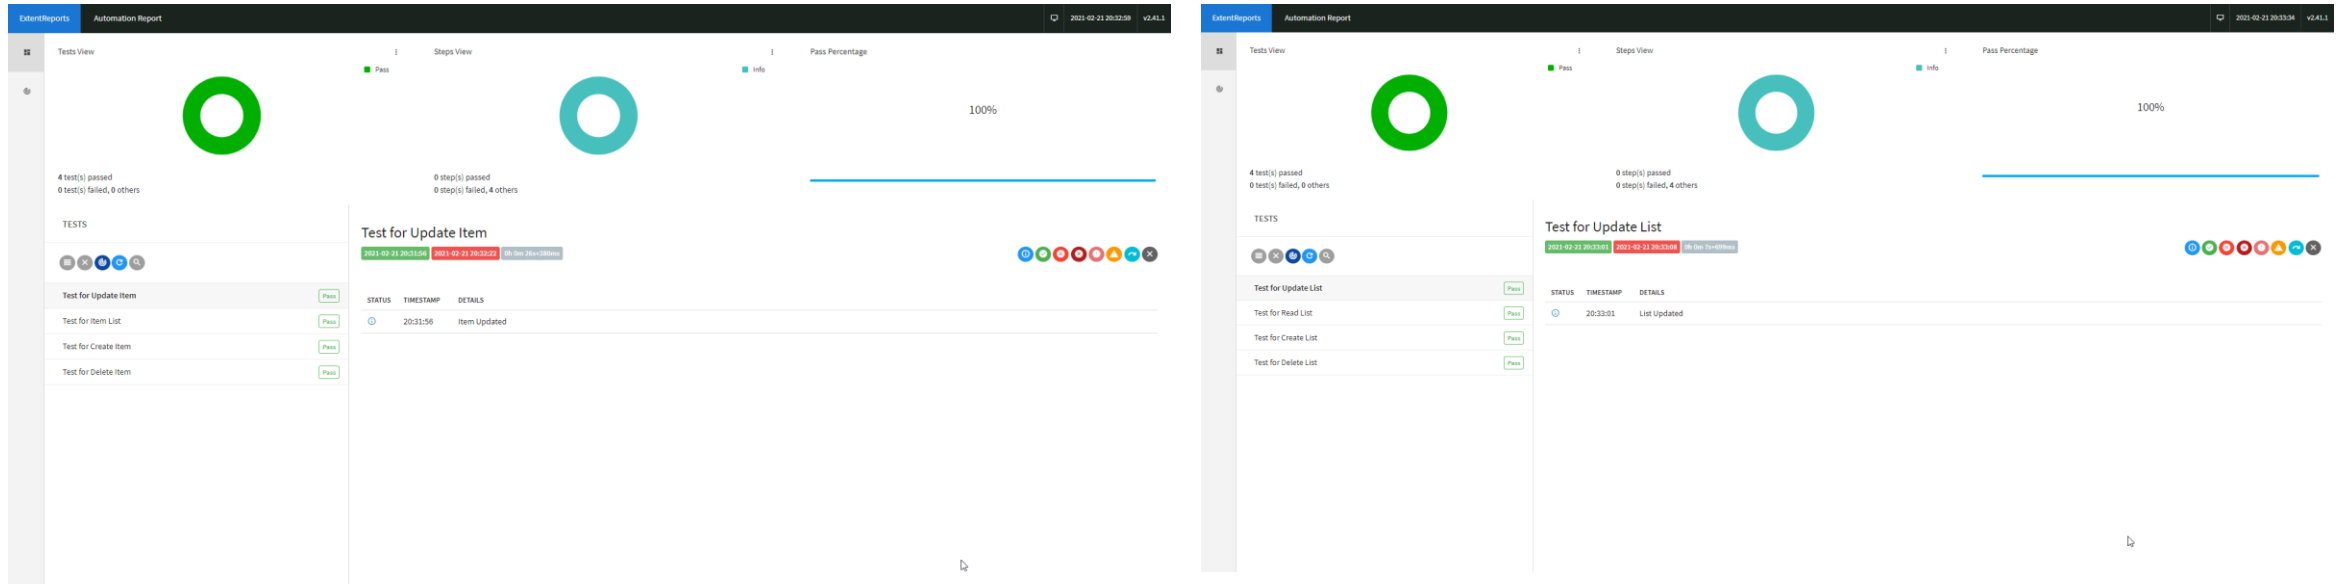 ExtentReports Automation Report 2021-02-21 20:32:59 v2.41.1
Tests View Steps View Pass Percentage
Pass Info
100%
4 test(s) passed 0 step(s) passed
0 test(s) failed, 0 others 0 step(s) failed, 4 others
TESTS
Test for Update Item
2021-02-21 20:31:56 2021-02-21 20:32:22 0h 0m 26s+380ms
Test for Update Item Pass
STATUS TIMESTAMP DETAILS
Test for Item List Pass
20:31:56 Item Updated
Test for Create Item Pass
Test for Delete Item Pass
ExtentReports Automation Report 2021-02-21 20:33:34 v2.41.1
Tests View Steps View Pass Percentage
Pass Info
100%
4 test(s) passed 0 step(s) passed
0 test(s) failed, 0 others 0 step(s) failed, 4 others
TESTS
Test for Update List
2021-02-21 20:33:01 2021-02-21 20:33:08 0h 0m 7s+699ms
Test for Update List Pass
STATUS TIMESTAMP DETAILS
Test for Read List Pass
20:33:01 List Updated
Test for Create List Pass
Test for Delete List Pass